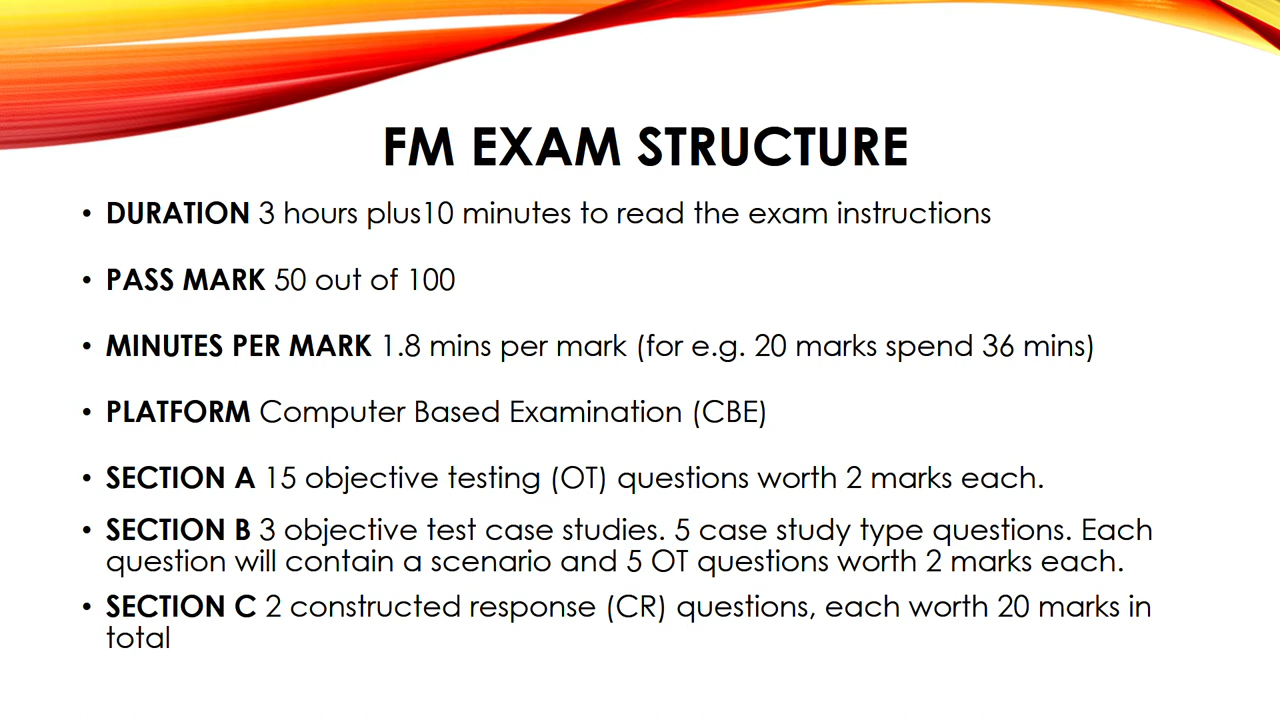 FM EXAM STRUCTURE
• DURATION 3 hours plus10 minutes to read the exam instructions
• PASS MARK 50 out of 100
• MINUTES PER MARK 1.8 mins per mark (for e.g. 20 marks spend 36 mins)
• PLATFORM Computer Based Examination (CBE)
• SECTION A 15 objective testing (OT) questions worth 2 marks each.
• SECTION B 3 objective test case studies. 5 case study type questions. Each
question will contain a scenario and 5 OT questions worth 2 marks each.
• SECTION C 2 constructed response (CR) questions, each worth 20 marks in
total